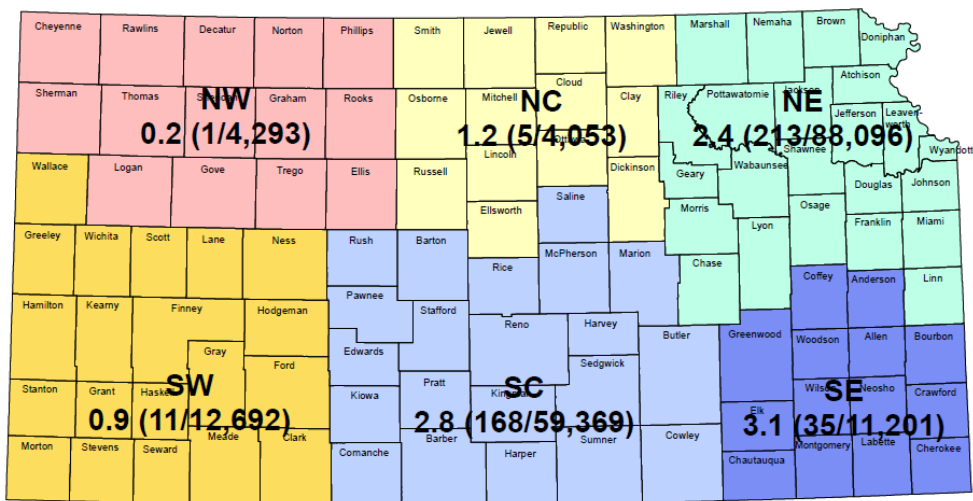 Cheyenne Rawlins Decatur Norton Phillips Smith Jewell Republic Washington Marshall Nemaha Brown Doniphan
Sherman Thomas Sheridan Graham Rooks Osborne Mitchell Cloud Clay Riley Pottawatomie Jackson Atchison
Jefferson Leaven-
worth
NW
0.2 (1/4,293)
NC
1.2 (5/4,053)
NE
2.4 (213/88,096)
Wallace Logan Gove Trego Ellis Russell Lincoln Ottawa Dickinson Geary Wabaunsee Shawnee Douglas Johnson Wyandott
Ellsworth Saline Morris Osage Franklin Miami
Greeley Wichita Scott Lane Ness Rush Barton Rice McPherson Marion Chase Lyon Coffey Anderson Linn
Hamilton Kearny Finney Hodgeman Pawnee Stafford Reno Harvey Butler Greenwood Woodson Allen Bourbon
Gray Ford Edwards Sedgwick
Stanton Grant Haskell Kiowa Pratt Kingman Elk Wilson Neosho Crawford
SW
0.9 (11/12,692)
SC
2.8 (168/59,369)
SE
3.1 (35/11,201)
Morton Stevens Seward Meade Clark Comanche Barber Harper Sumner Cowley Chautauqua Montgomery Labette Cherokee